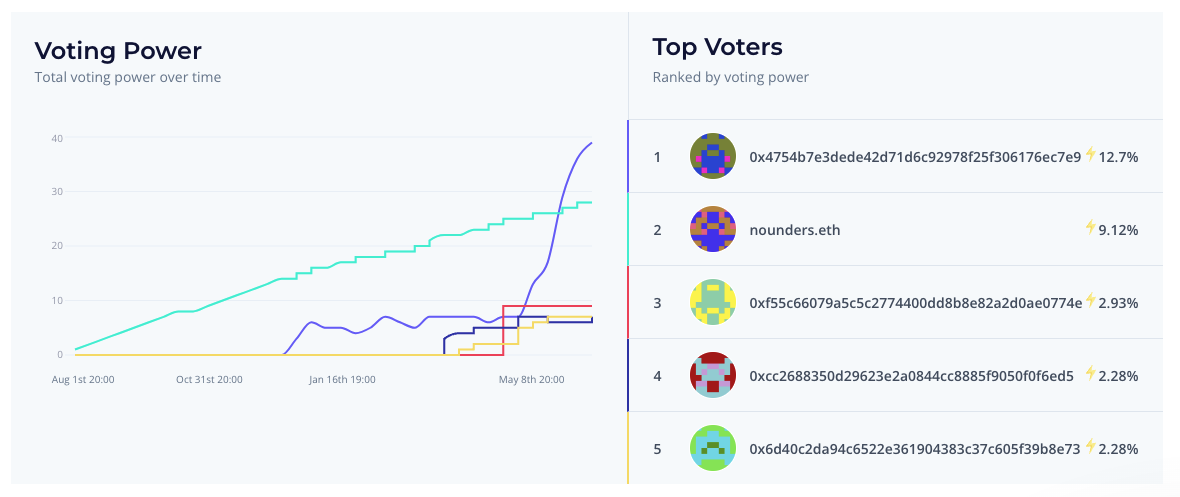 Voting Power
Total voting power over time
40
30
20
10
0
Aug 1st 20:00 Oct 31st 20:00 Jan 16th 19:00 May 8th 20:00
Top Voters
Ranked by voting power
1 0x4754b7e3dede42d71d6c92978f25f306176ec7e9 12.7%
2 nounders.eth 9.12%
3 0xf55c66079a5c5c2774400dd8b8e82a2d0ae0774e 2.93%
4 0xcc2688350d29623e2a0844cc8885f9050f0f6ed5 2.28%
5 0x6d40c2da94c6522e361904383c37c605f39b8e73 2.28%